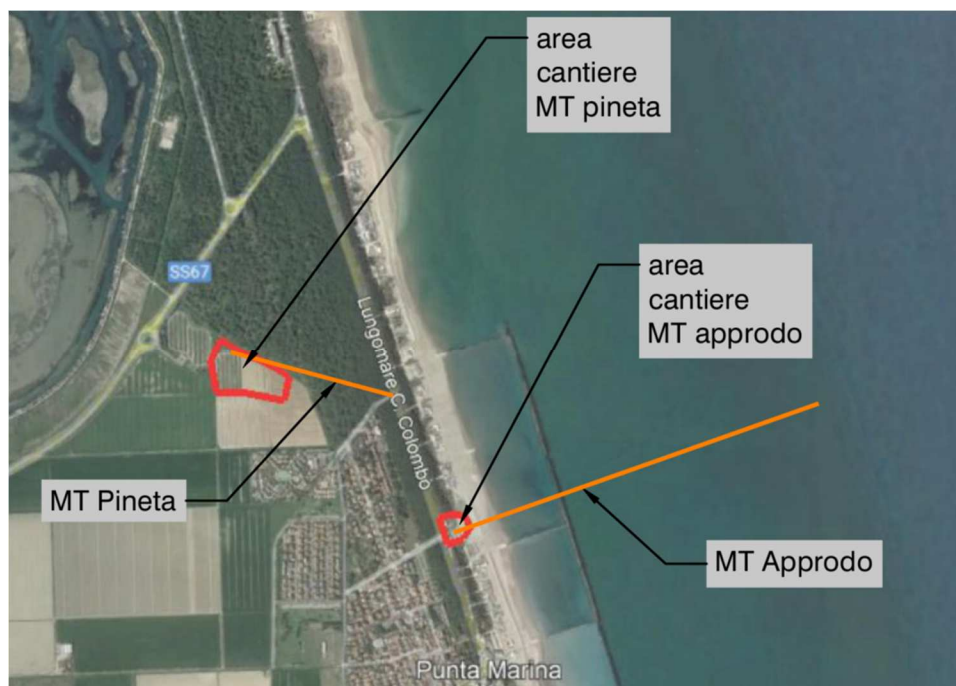 area
cantiere
MT pineta
area
cantiere
MT approdo
SS67
Lungomare C. Colombo
MT Pineta
MT Approdo
Punta Marina